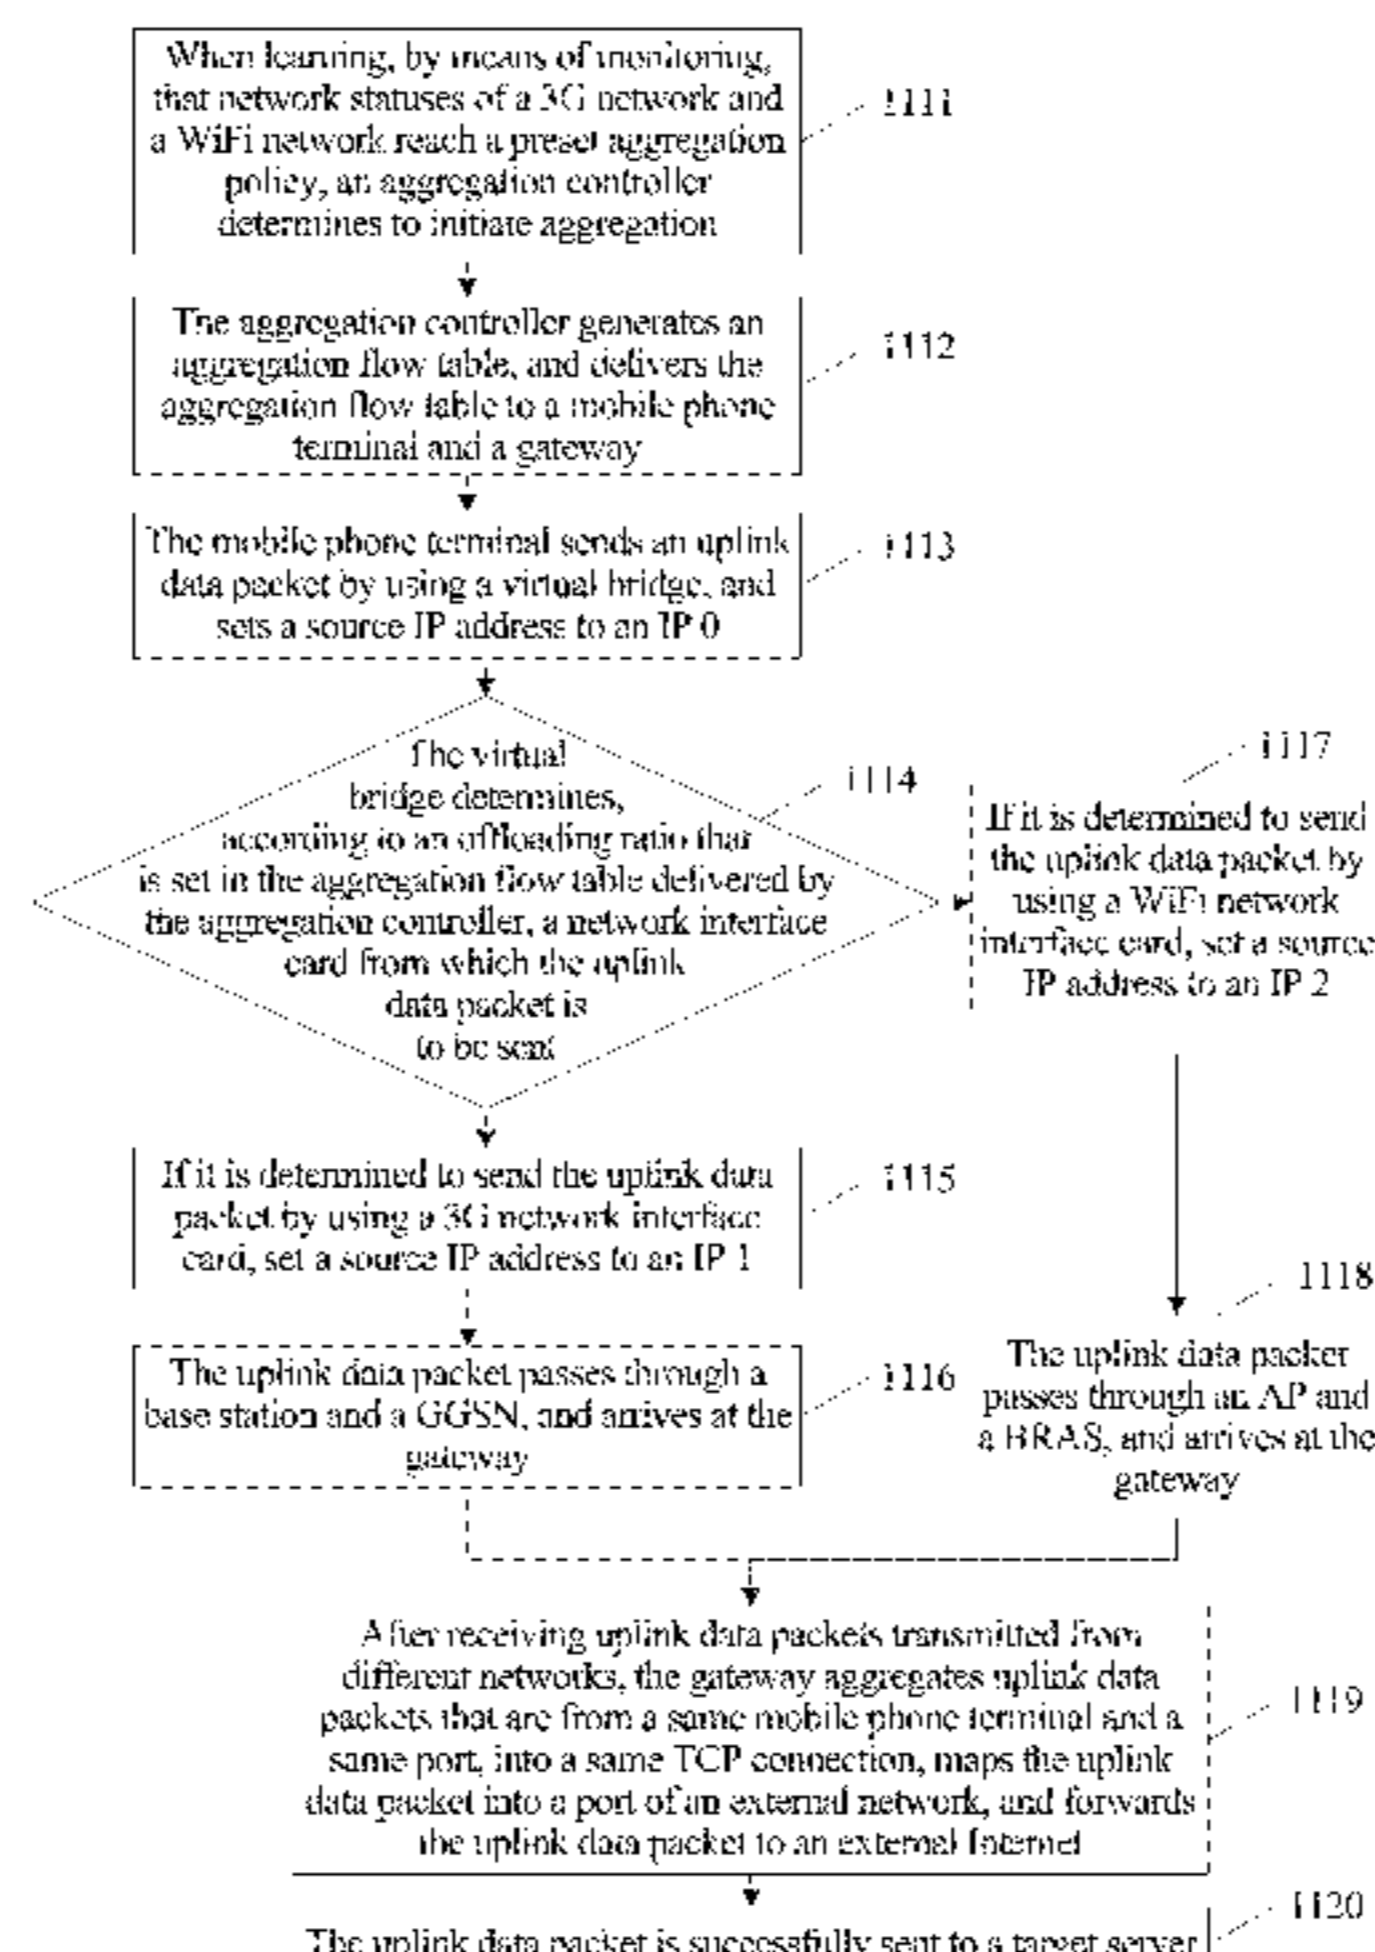 When learning, by means of monitoring,
that network statuses of a 3G network and
a WiFi network reach a preset aggregation
policy, an aggregation controller
determines to initiate aggregation
1111
The aggregation controller generates an
aggregation flow table, and delivers the
aggregation flow table to a mobile phone
terminal and a gateway
1112
The mobile phone terminal sends an uplink
data packet by using a virtual bridge, and
sets a source IP address to an IP 0
1113
The virtual
bridge determines,
according to an offloading ratio that
is set in the aggregation flow table delivered by
the aggregation controller, a network interface
card from which the uplink
data packet is
to be sent
1114
1117
If it is determined to send
the uplink data packet by
using a WiFi network
interface card, set a source
IP address to an IP 2
If it is determined to send the uplink data
packet by using a 3G network interface
card, set a source IP address to an IP 1
1115
The uplink data packet passes through a
base station and a GGSN, and arrives at the
gateway
1116
1118
The uplink data packet
passes through an AP and
a BRAS, and arrives at the
gateway
After receiving uplink data packets transmitted from
different networks, the gateway aggregates uplink data
packets that are from a same mobile phone terminal and a
same port, into a same TCP connection, maps the uplink
data packet into a port of an external network, and forwards
the uplink data packet to an external Internet
1119
1120
The uplink data packet is successfully sent to a target server